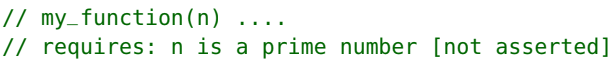 // my_function(n) ....
// requires: n is a prime number [not asserted]